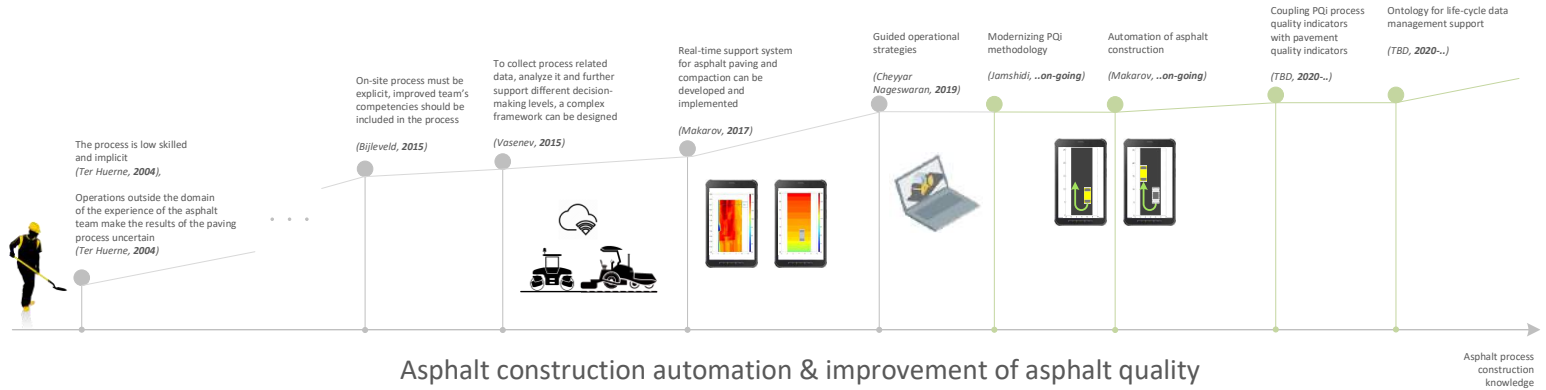 The process is low skilled
and implicit
(Ter Huerne, 2004),
Operations outside the domain
of the experience of the asphalt
team make the results of the paving
process uncertain
(Ter Huerne, 2004)
. . .
On-site process must be
explicit, improved team's
competencies should be
included in the process
(Bijleveld, 2015)
To collect process related
data, analyze it and further
support different decision-
making levels, a complex
framework can be designed
(Vasenev, 2015)
Real-time support system
for asphalt paving and
compaction can be
developed and
implemented
(Makarov, 2017)
Guided operational
strategies
(Cheyyar
Nageswaran, 2019)
Modernizing PQi
methodology
(Jamshidi, ..on-going)
Automation of asphalt
construction
(Makarov, ..on-going)
Coupling PQi process
quality indicators
with pavement
quality indicators
(TBD, 2020-..)
Ontology for life-cycle data
management support
(TBD, 2020-..)
Asphalt construction automation & improvement of asphalt quality
Asphalt process
construction
knowledge